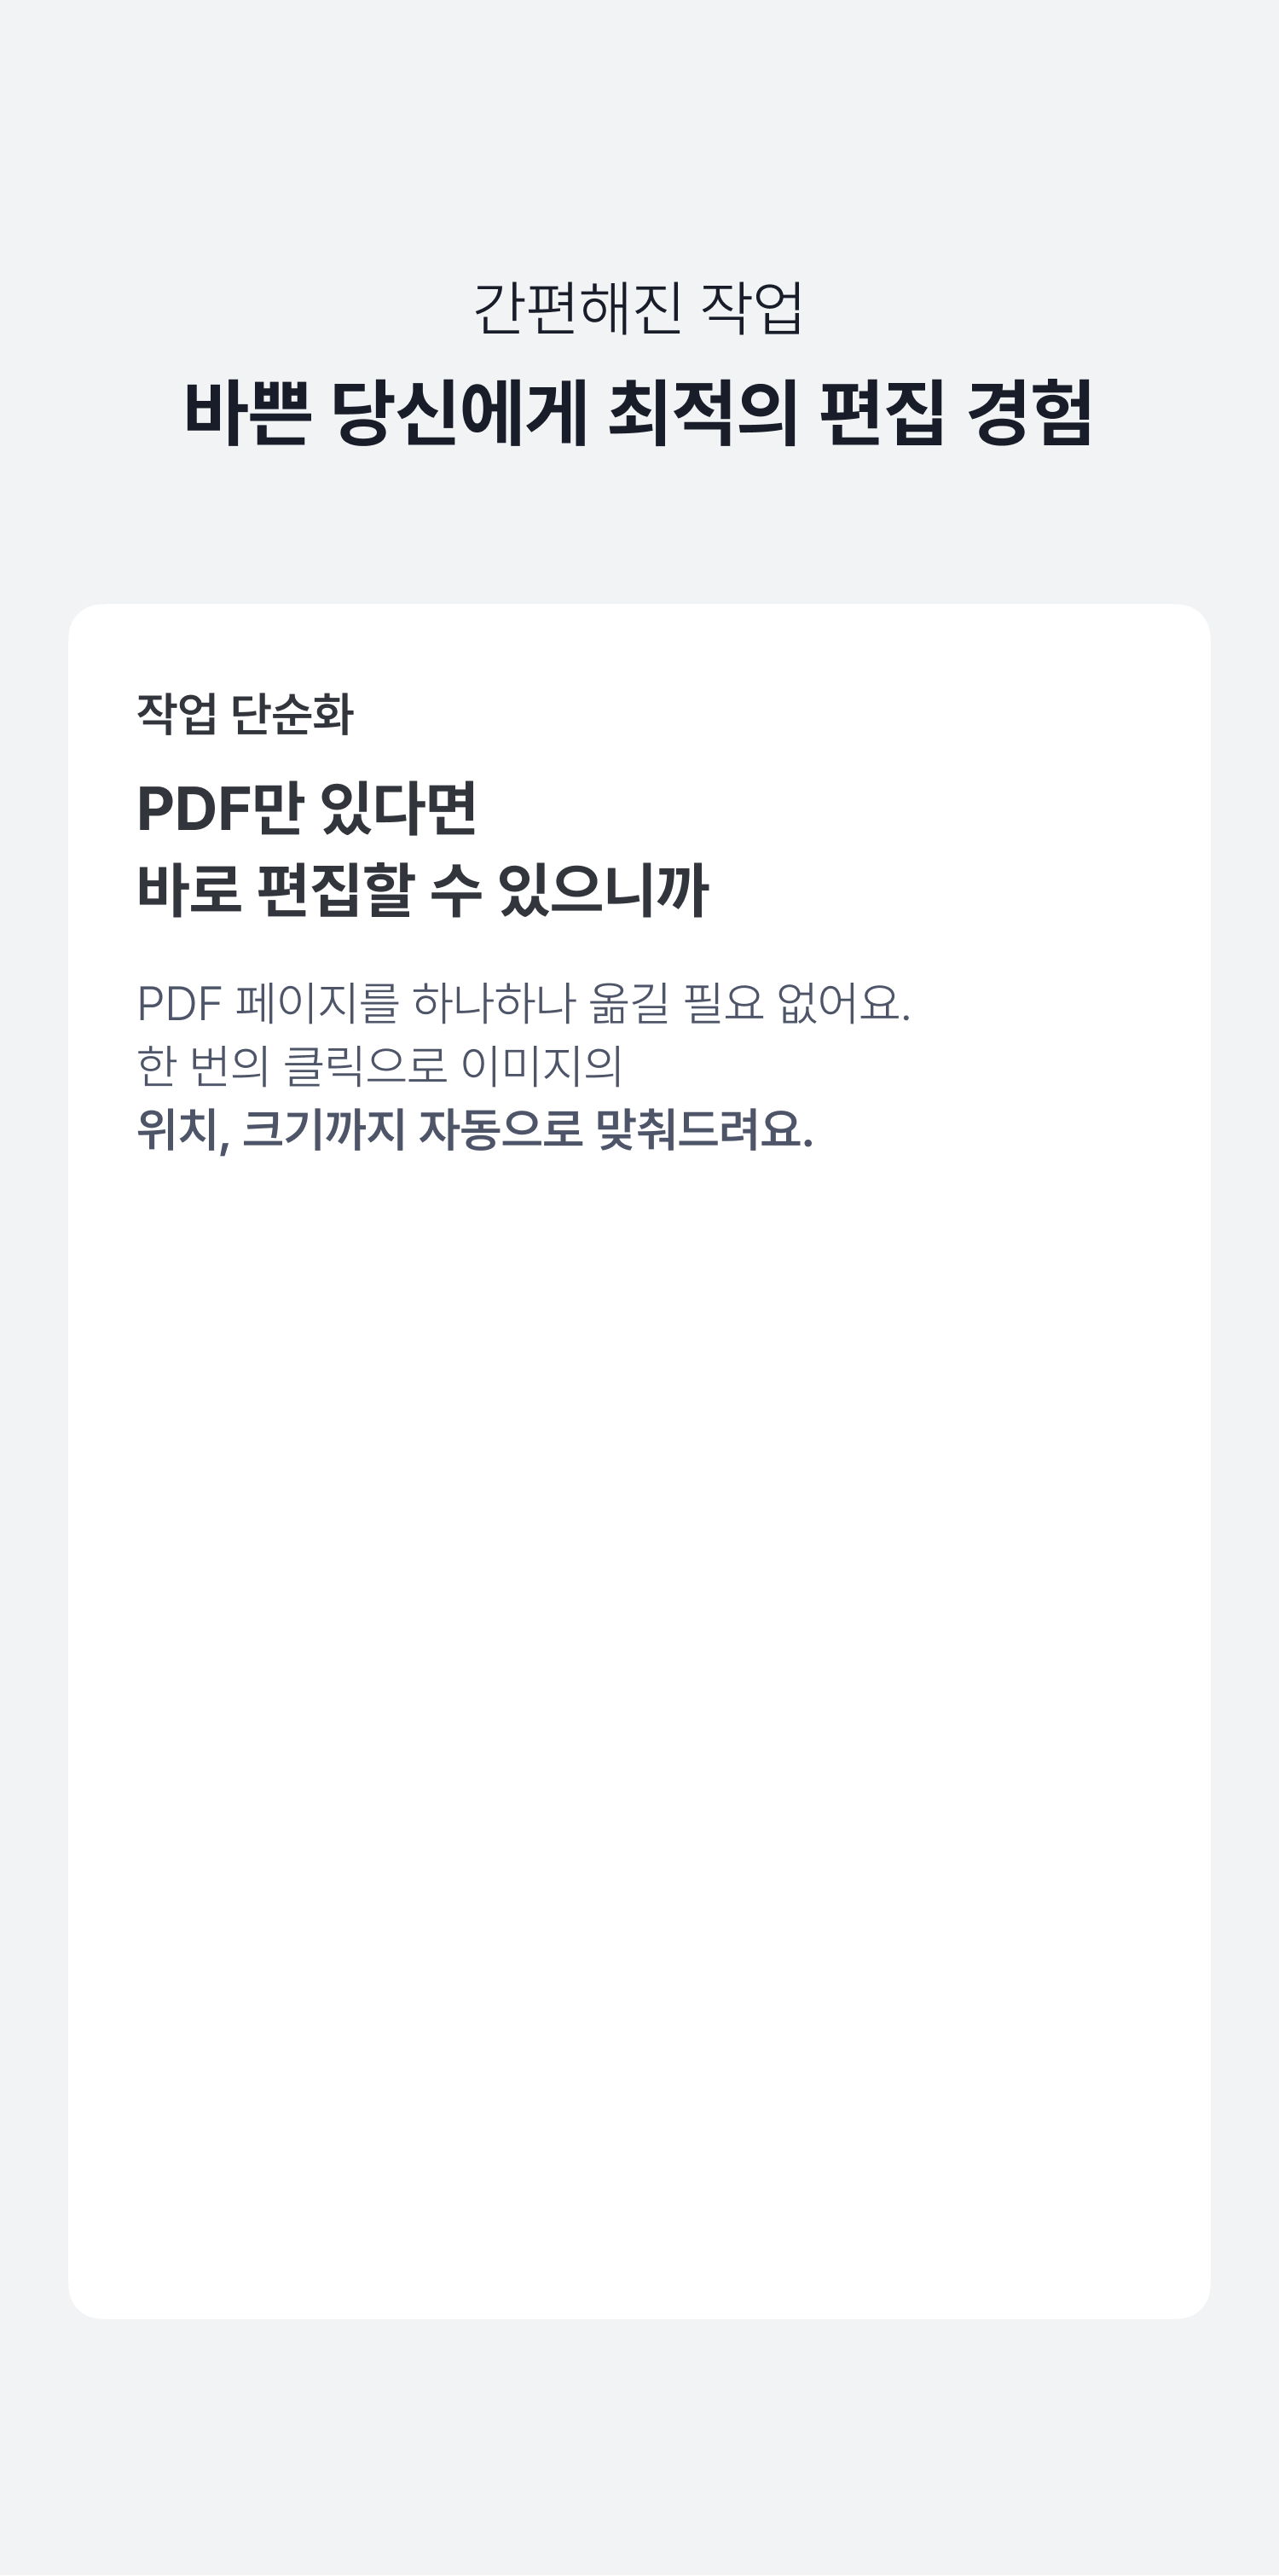 간편해진 작업
바쁜 당신에게 최적의 편집 경험
작업 단순화
PDF만 있다면
바로 편집할 수 있으니까
PDF 페이지를 하나하나 옮길 필요 없어요.
한 번의 클릭으로 이미지의
위치, 크기까지 자동으로 맞춰드려요.